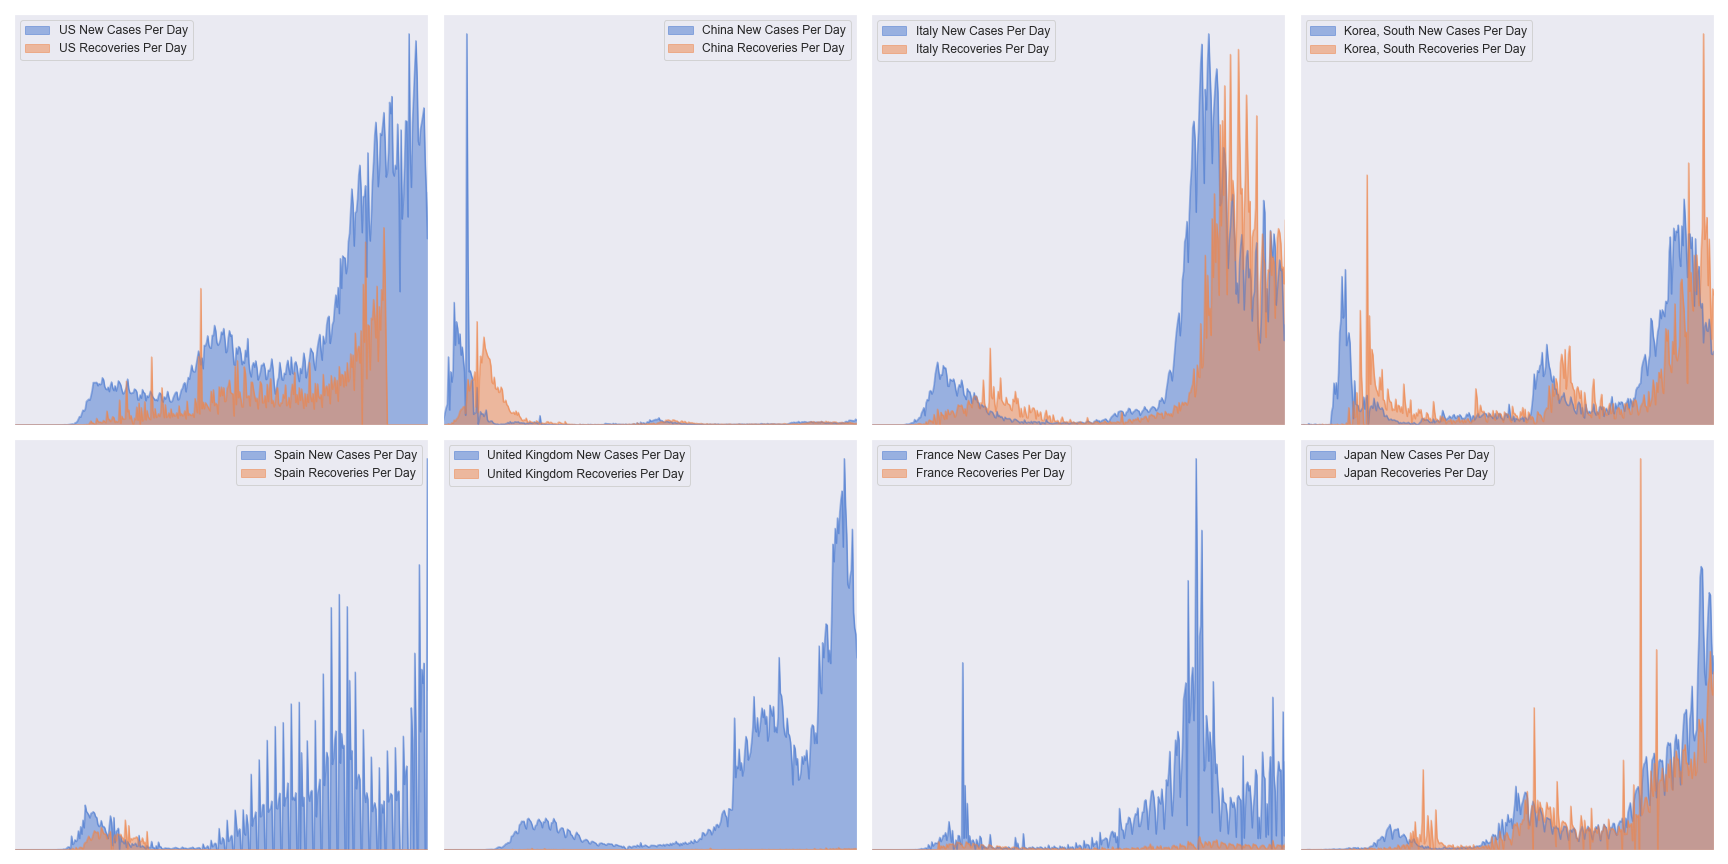 US New Cases Per Day
US Recoveries Per Day
China New Cases Per Day
China Recoveries Per Day
Italy New Cases Per Day
Italy Recoveries Per Day
Korea, South New Cases Per Day
Korea, South Recoveries Per Day
Spain New Cases Per Day
Spain Recoveries Per Day
United Kingdom New Cases Per Day
United Kingdom Recoveries Per Day
France New Cases Per Day
France Recoveries Per Day
Japan New Cases Per Day
Japan Recoveries Per Day